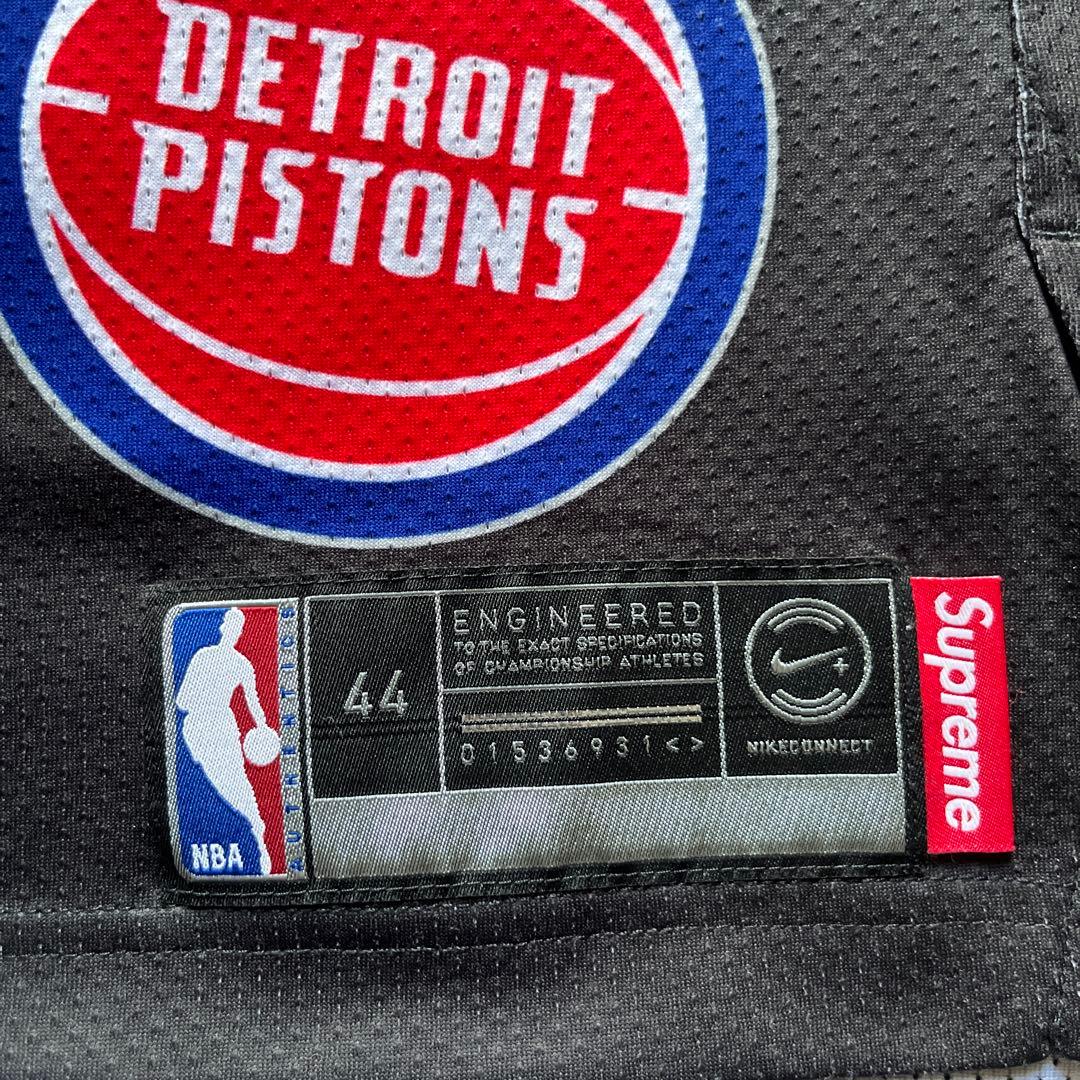 DETROIT
PISTONS
NBA
AUTHENTICS
44
ENGINEERED
TO THE EXACT SPECIFICATIONS
OF CHAMPIONSHIP ATHLETES
01536931<>
NIKECONNECT
Supreme